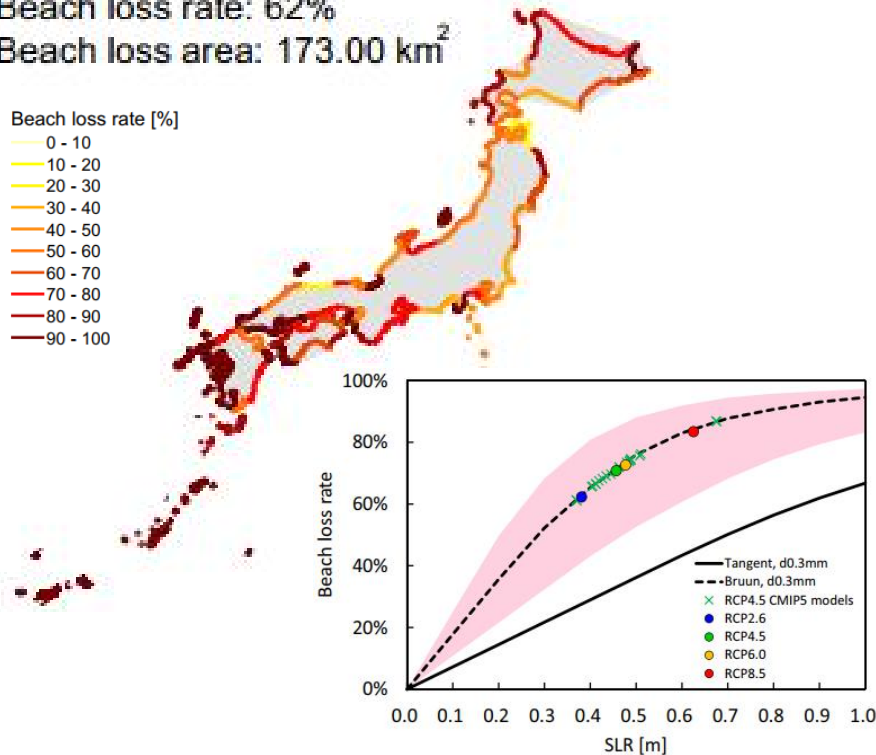 Beach loss rate: 62%
Beach loss area: 173.00 km²
Beach loss rate [%]
0 - 10
10 - 20
20 - 30
30 - 40
40 - 50
50 - 60
60 - 70
70 - 80
80 - 90
90 - 100
100%
80%
60%
40%
20%
0%
Beach loss rate
Tangent, d0.3mm
Bruun, d0.3mm
RCP4.5 CMIP5 models
RCP2.6
RCP4.5
RCP6.0
RCP8.5
0.0 0.1 0.2 0.3 0.4 0.5 0.6 0.7 0.8 0.9 1.0
SLR [m]